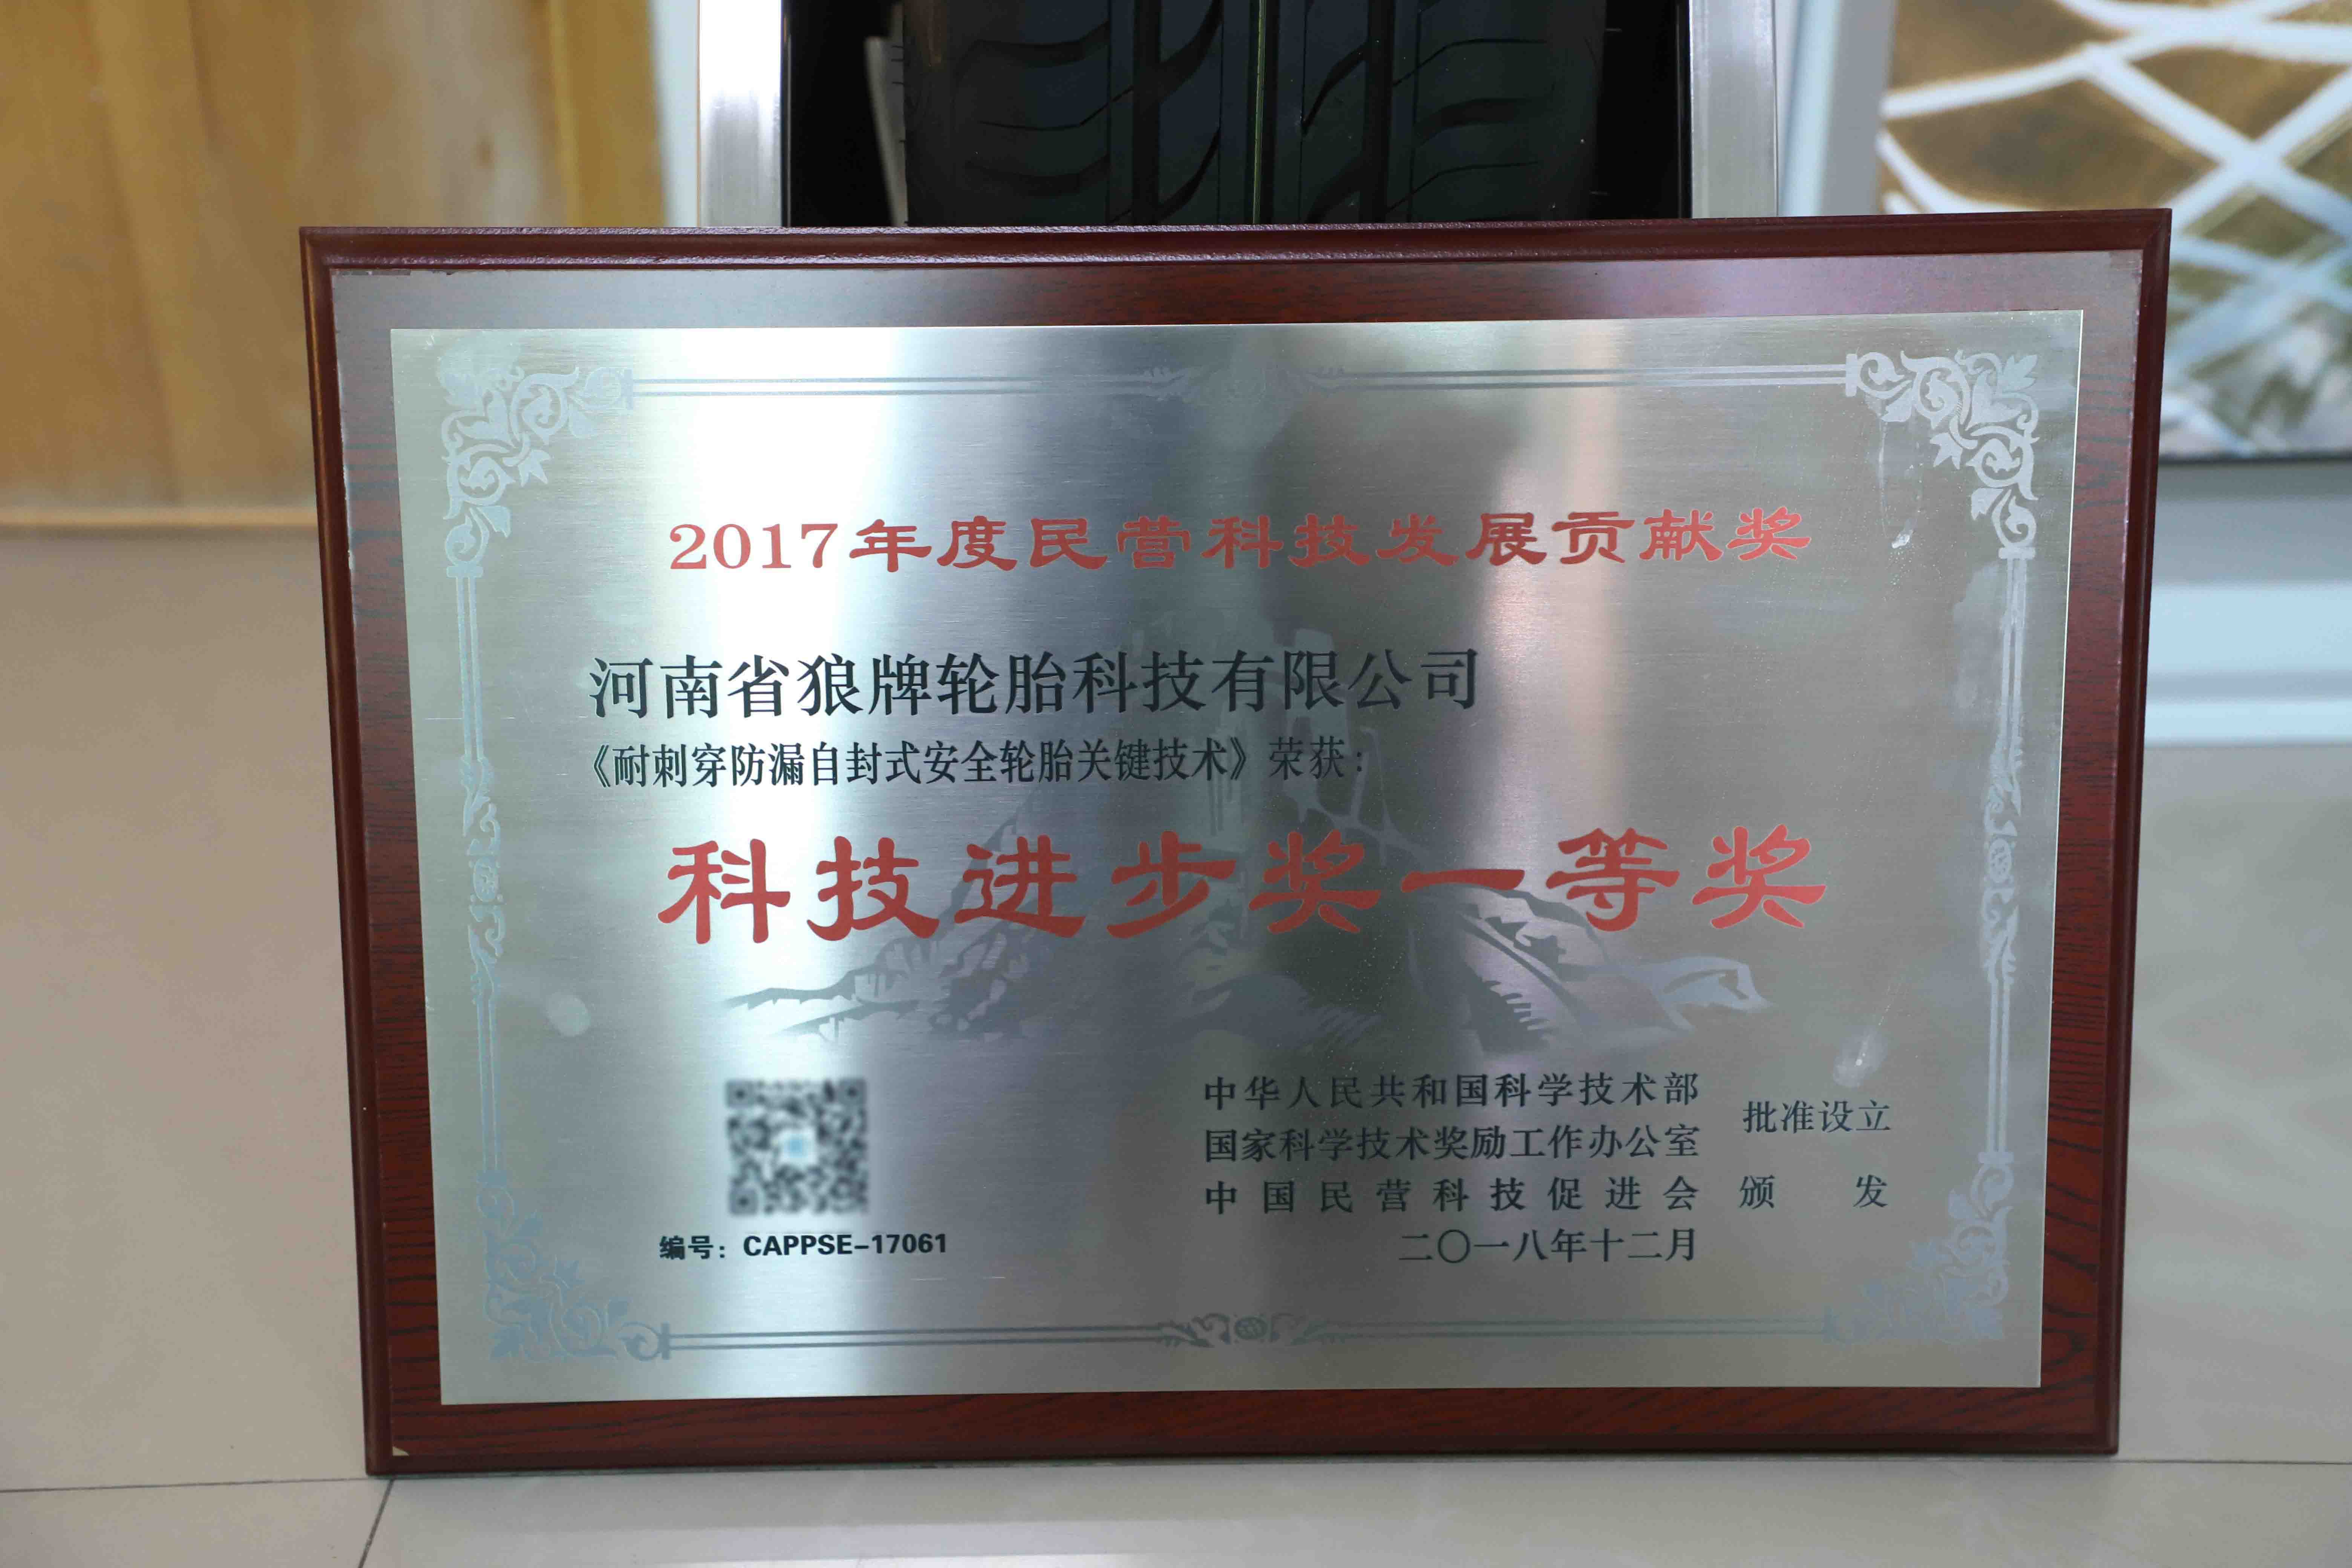 2017年度民营科技发展贡献奖
河南省狼牌轮胎科技有限公司
《耐刺穿防漏自封式安全轮胎关键技术》荣获：
科技进步奖一等奖
中华人民共和国科学技术部
国家科学技术奖励工作办公室 批准设立
中国民营科技促进会 颁发
二〇一八年十二月
编号：CAPPSE-17061